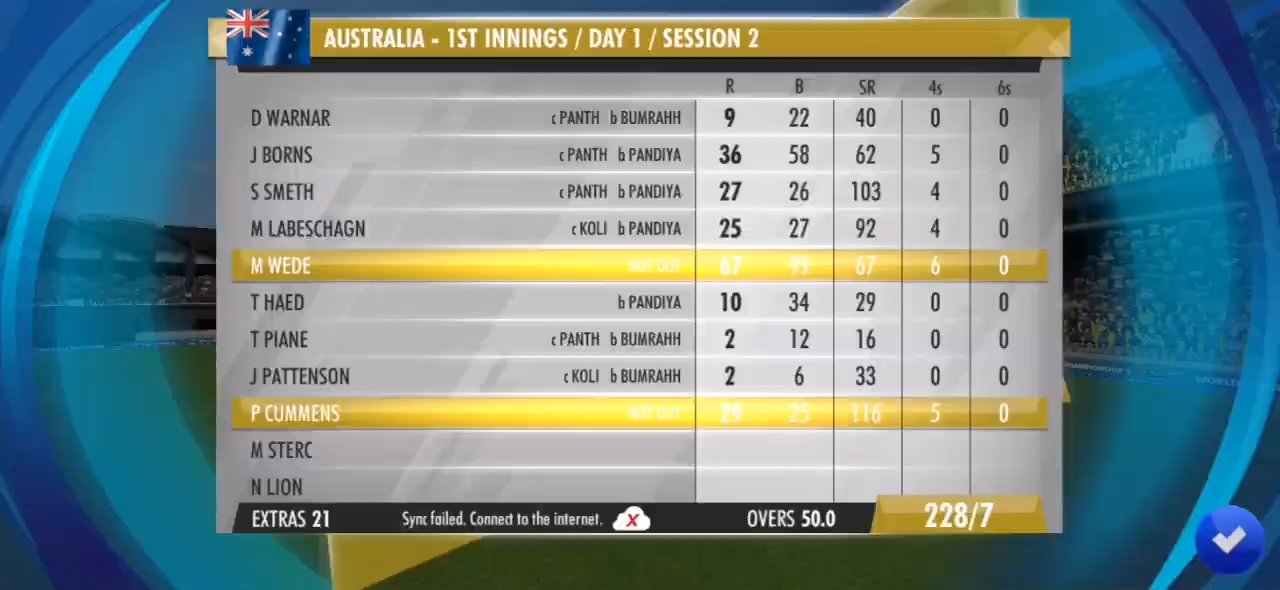 AUSTRALIA - 1ST INNINGS / DAY 1 / SESSION 2
R B SR 4s 6s
D WARNAR c PANTH b BUMRAHH 9 22 40 0 0
J BORNS c PANTH b PANDIYA 36 58 62 5 0
S SMETH c PANTH b PANDIYA 27 26 103 4 0
M LABESCHAGN c KOLI b PANDIYA 25 27 92 4 0
M WEDE NOT OUT 67 99 67 6 0
T HAED b PANDIYA 10 34 29 0 0
T PIANE c PANTH b BUMRAHH 2 12 16 0 0
J PATTENSON c KOLI b BUMRAHH 2 6 33 0 0
P CUMMENS NOT OUT 29 25 116 5 0
M STERC
N LION
EXTRAS 21 Sync failed. Connect to the internet. X OVERS 50.0 228/7